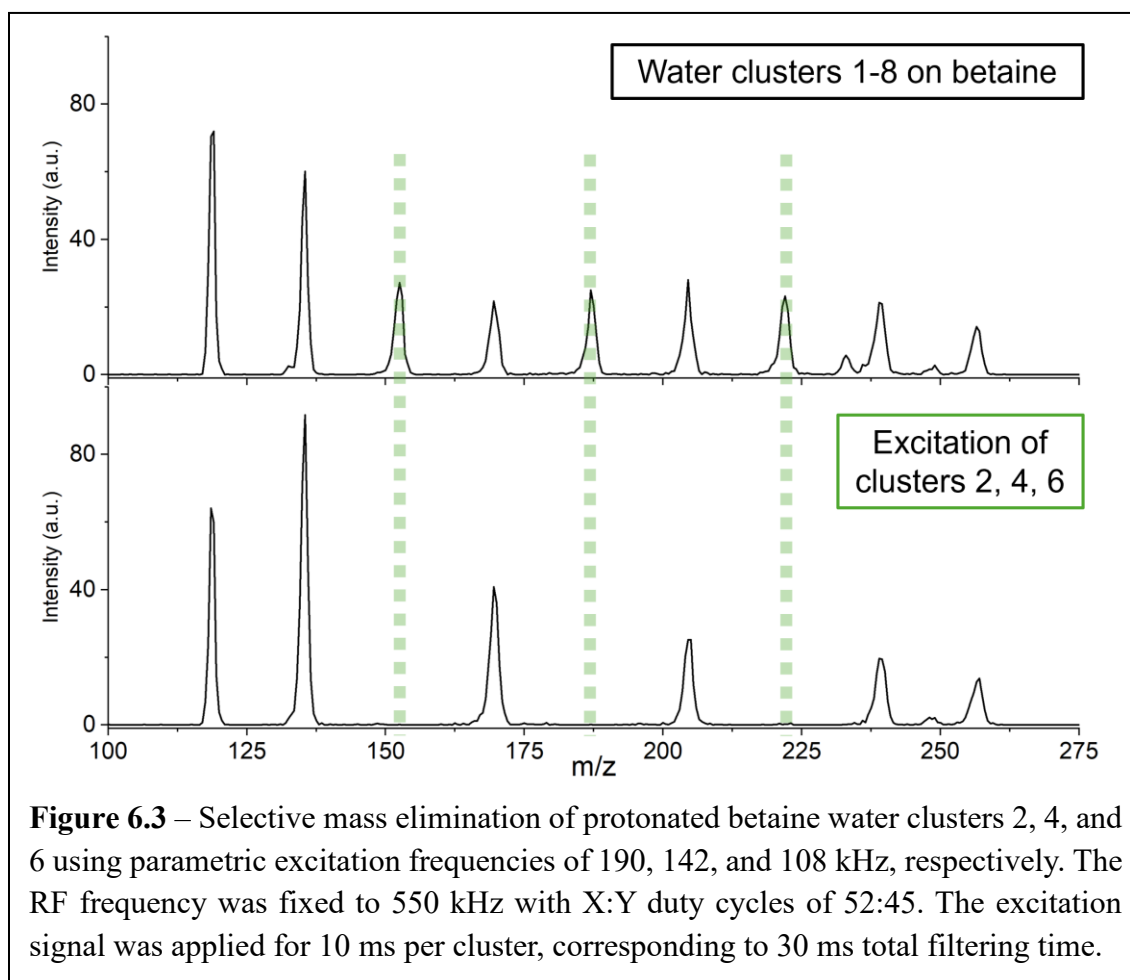 Water clusters 1-8 on betaine
Intensity (a.u.)
80
40
0
Excitation of
clusters 2, 4, 6
Intensity (a.u.)
80
40
0
100 125 150 175 200 225 250 275
m/z
Figure 6.3 – Selective mass elimination of protonated betaine water clusters 2, 4, and
6 using parametric excitation frequencies of 190, 142, and 108 kHz, respectively. The
RF frequency was fixed to 550 kHz with X:Y duty cycles of 52:45. The excitation
signal was applied for 10 ms per cluster, corresponding to 30 ms total filtering time.